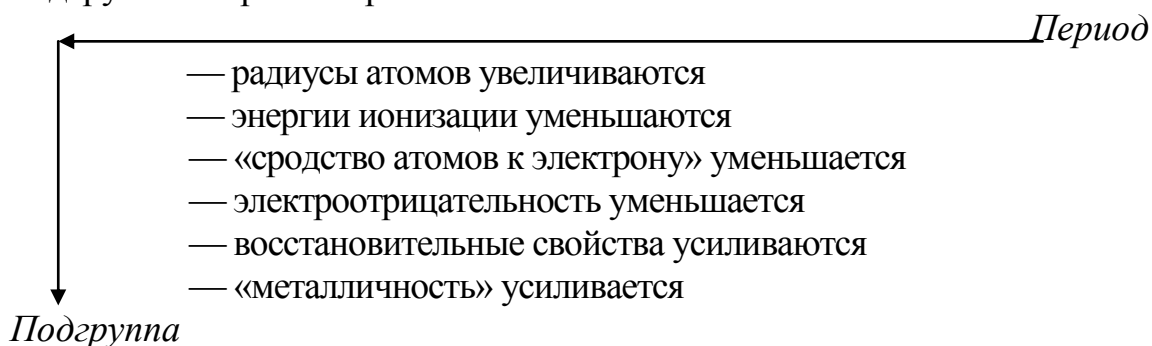 Период
— радиусы атомов увеличиваются
— энергии ионизации уменьшаются
— «сродство атомов к электрону» уменьшается
— электроотрицательность уменьшается
— восстановительные свойства усиливаются
— «металличность» усиливается
Подгруппа